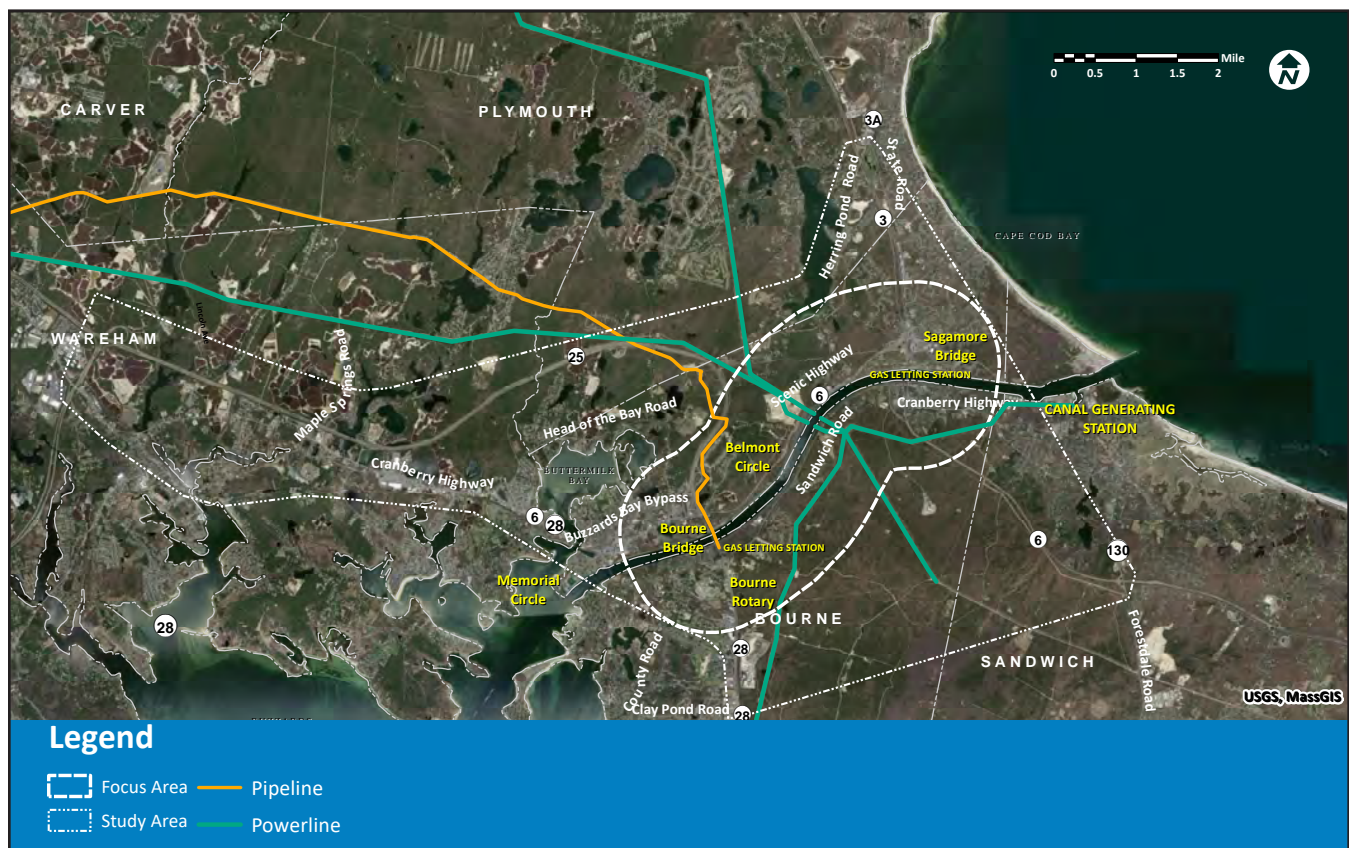 Mile
0 0.5 1 1.5 2
N
CARVER
PLYMOUTH
3A
State Road
Herring Pond Road
3
CAPE COD BAY
WAREHAM
Maple Springs Road
25
Sagamore
Bridge
Scenic Highway
GAS LETTING STATION
6
Cranberry Highway
CANAL GENERATING
STATION
Head of the Bay Road
Belmont
Circle
Sandwich Road
Cranberry Highway
BUTTERMILK
BAY
6
28
Buzzards Bay Bypass
Bourne
Bridge
GAS LETTING STATION
6
130
Memorial
Circle
Bourne
Rotary
BOURNE
28
28
SANDWICH
County Road
Forestdale Road
Clay Pond Road
28
USGS, MassGIS
Legend
Focus Area
Pipeline
Study Area
Powerline